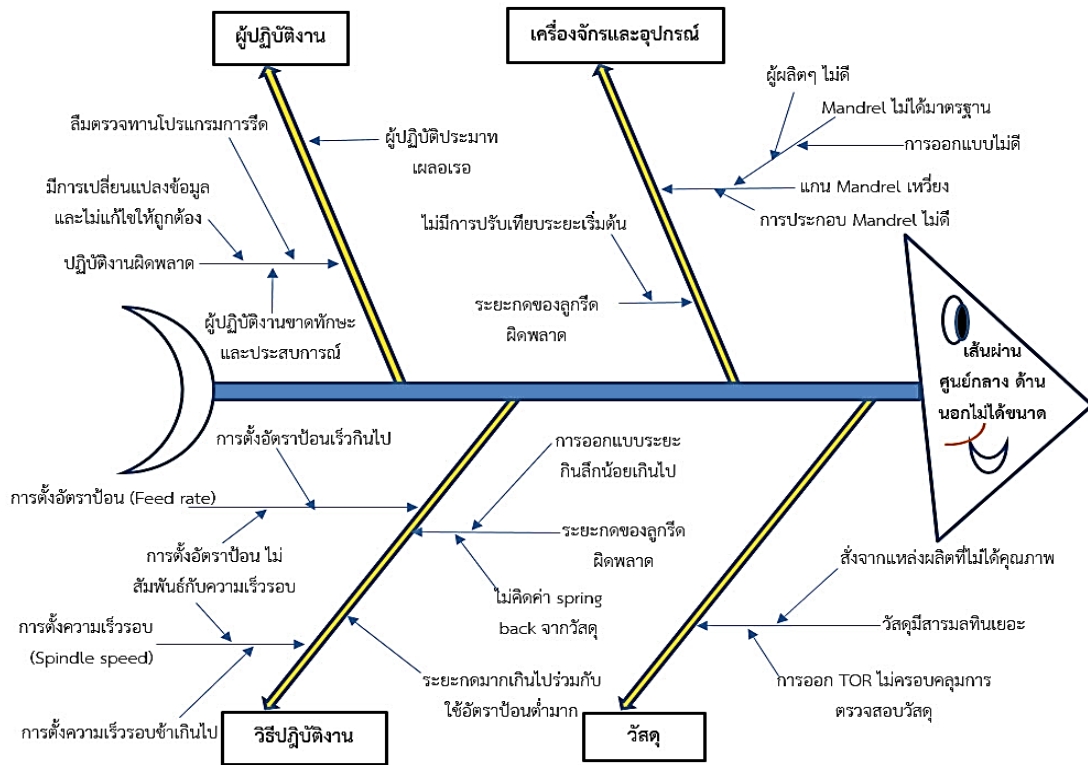 ผู้ปฏิบัติงาน
เครื่องจักรและอุปกรณ์
ลืมตรวจทานโปรแกรมการรีด
ผู้ปฏิบัติประมาท
เผลอเรอ
มีการเปลี่ยนแปลงข้อมูล
และไม่แก้ไขให้ถูกต้อง
ปฏิบัติงานผิดพลาด
ผู้ปฏิบัติงานขาดทักษะ
และประสบการณ์
ผู้ผลิตๆ ไม่ดี
Mandrel ไม่ได้มาตรฐาน
การออกแบบไม่ดี
แกน Mandrel เหวี่ยง
การประกอบ Mandrel ไม่ดี
ไม่มีการปรับเทียบระยะเริ่มต้น
ระยะกดของลูกรีด
ผิดพลาด
เส้นผ่าน
ศูนย์กลาง ด้าน
นอกไม่ได้ขนาด
การตั้งอัตราป้อนเร็วกินไป
การตั้งอัตราป้อน (Feed rate)
การตั้งอัตราป้อน ไม่
สัมพันธ์กับความเร็วรอบ
การตั้งความเร็วรอบ
(Spindle speed)
การตั้งความเร็วรอบช้าเกินไป
การออกแบบระยะ
กินลึกน้อยเกินไป
ระยะกดของลูกรีด
ผิดพลาด
ไม่คิดค่า spring
back จากวัสดุ
ระยะกดมากเกินไปร่วมกับ
ใช้อัตราป้อนต่ำมาก
สั่งจากแหล่งผลิตที่ไม่ได้คุณภาพ
วัสดุมีสารมลทินเยอะ
การออก TOR ไม่ครอบคลุมการ
ตรวจสอบวัสดุ
วิธีปฎิบัติงาน
วัสดุ